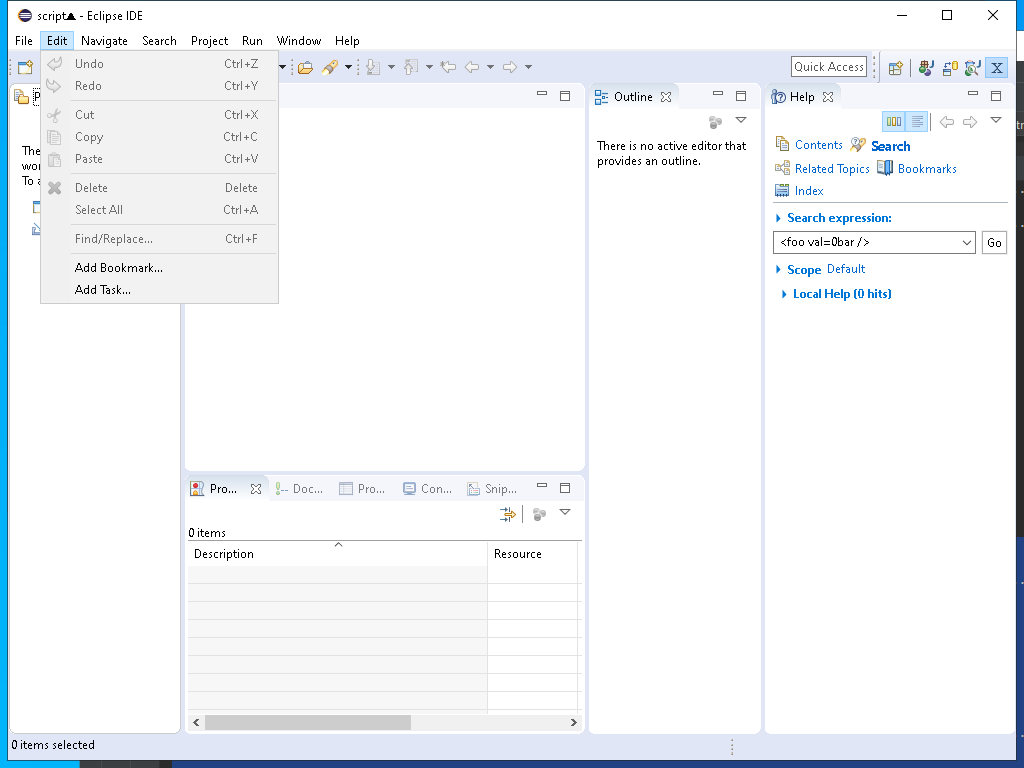 script▲ - Eclipse IDE
File Edit Navigate Search Project Run Window Help
Undo Ctrl+Z
Redo Ctrl+Y
Cut Ctrl+X
Copy Ctrl+C
Paste Ctrl+V
Delete Delete
Select All Ctrl+A
Find/Replace... Ctrl+F
Add Bookmark...
Add Task...
Quick Access
The
wor
To a
Outline
There is no active editor that
provides an outline.
Help
Contents Search
Related Topics Bookmarks
Index
Search expression:
<foo val=0bar /> Go
Scope Default
Local Help (0 hits)
Pro... Doc... Pro... Con... Snip...
0 items
Description Resource
0 items selected